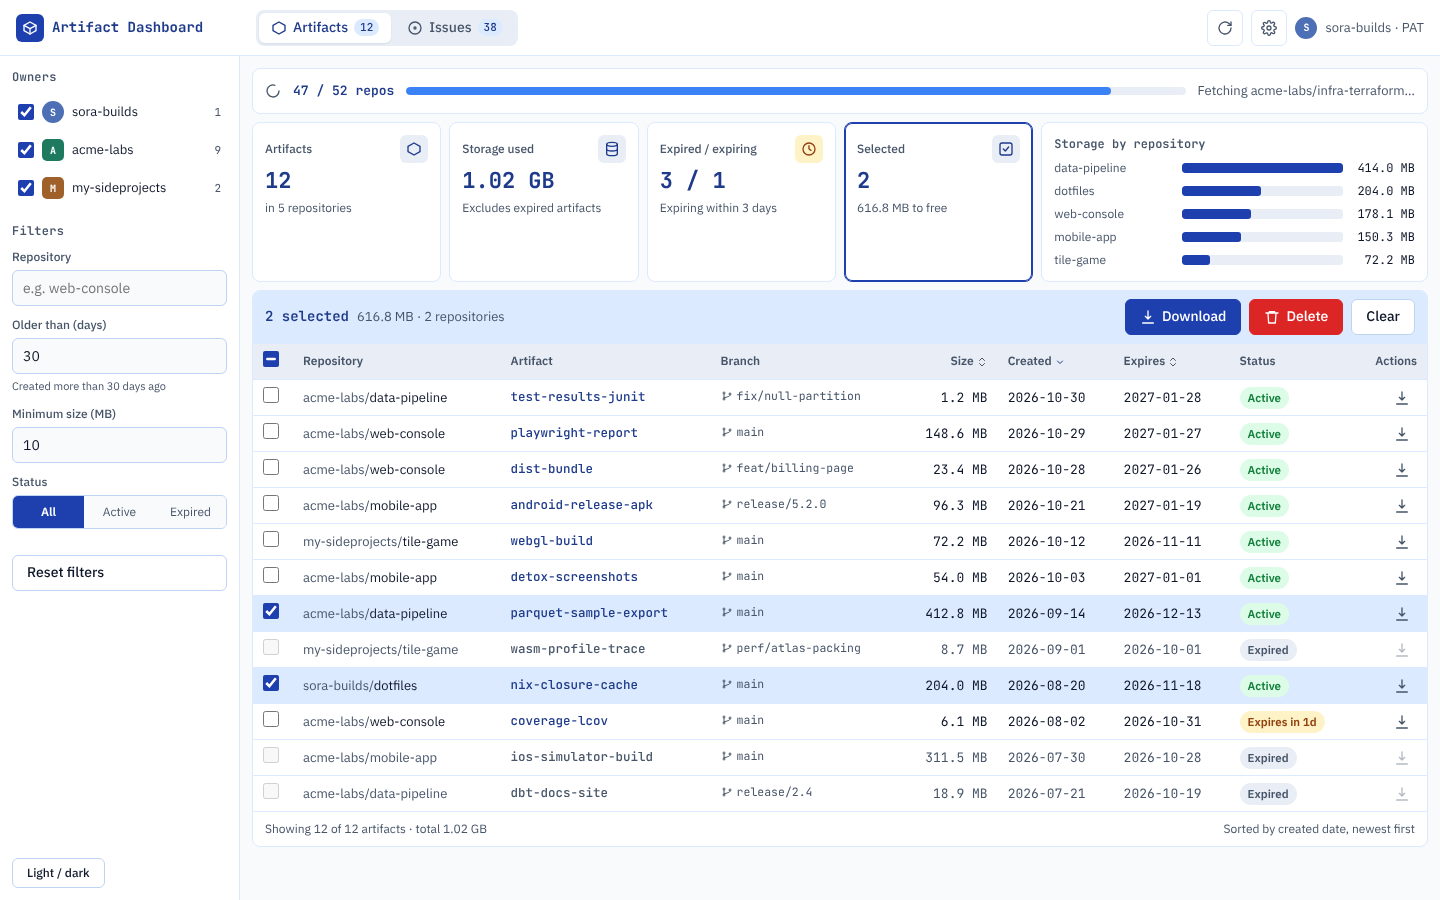 Artifact Dashboard
Artifacts 12
Issues 38
S sora-builds · PAT
Owners
S sora-builds 1
A acme-labs 9
M my-sideprojects 2
Filters
Repository
e.g. web-console
Older than (days)
30
Created more than 30 days ago
Minimum size (MB)
10
Status
All Active Expired
Reset filters
Light / dark
47 / 52 repos
Fetching acme-labs/infra-terraform...
Artifacts
12
in 5 repositories
Storage used
1.02 GB
Excludes expired artifacts
Expired / expiring
3 / 1
Expiring within 3 days
Selected
2
616.8 MB to free
Storage by repository
data-pipeline 414.0 MB
dotfiles 204.0 MB
web-console 178.1 MB
mobile-app 150.3 MB
tile-game 72.2 MB
2 selected 616.8 MB · 2 repositories
Download Delete Clear
Repository Artifact Branch Size Created Expires Status Actions
acme-labs/data-pipeline test-results-junit fix/null-partition 1.2 MB 2026-10-30 2027-01-28 Active
acme-labs/web-console playwright-report main 148.6 MB 2026-10-29 2027-01-27 Active
acme-labs/web-console dist-bundle feat/billing-page 23.4 MB 2026-10-28 2027-01-26 Active
acme-labs/mobile-app android-release-apk release/5.2.0 96.3 MB 2026-10-21 2027-01-19 Active
my-sideprojects/tile-game webgl-build main 72.2 MB 2026-10-12 2026-11-11 Active
acme-labs/mobile-app detox-screenshots main 54.0 MB 2026-10-03 2027-01-01 Active
acme-labs/data-pipeline parquet-sample-export main 412.8 MB 2026-09-14 2026-12-13 Active
my-sideprojects/tile-game wasm-profile-trace perf/atlas-packing 8.7 MB 2026-09-01 2026-10-01 Expired
sora-builds/dotfiles nix-closure-cache main 204.0 MB 2026-08-20 2026-11-18 Active
acme-labs/web-console coverage-lcov main 6.1 MB 2026-08-02 2026-10-31 Expires in 1d
acme-labs/mobile-app ios-simulator-build main 311.5 MB 2026-07-30 2026-10-28 Expired
acme-labs/data-pipeline dbt-docs-site release/2.4 18.9 MB 2026-07-21 2026-10-19 Expired
Showing 12 of 12 artifacts · total 1.02 GB
Sorted by created date, newest first